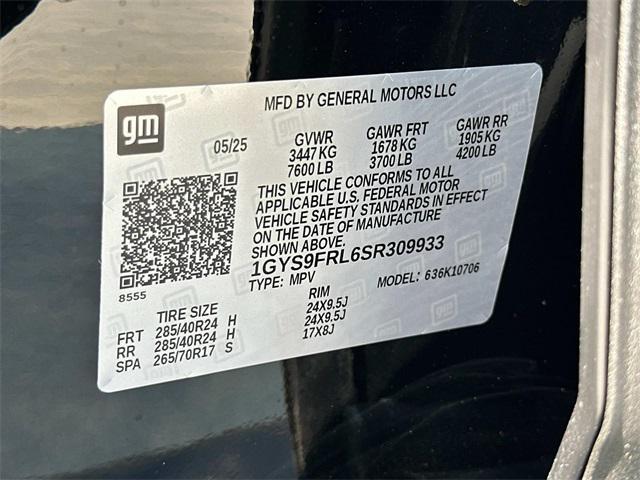 MFD BY GENERAL MOTORS LLC
gm
05/25
GVWR GAWR FRT GAWR RR
3447 KG 1678 KG 1905 KG
7600 LB 3700 LB 4200 LB
THIS VEHICLE CONFORMS TO ALL
APPLICABLE U.S. FEDERAL MOTOR
VEHICLE SAFETY STANDARDS IN EFFECT
ON THE DATE OF MANUFACTURE
SHOWN ABOVE.
1GYS9FRL6SR309933
TYPE: MPV MODEL: 636K10706
8555
TIRE SIZE RIM
FRT 285/40R24 H 24X9.5J
RR 285/40R24 H 24X9.5J
SPA 265/70R17 S 17X8J